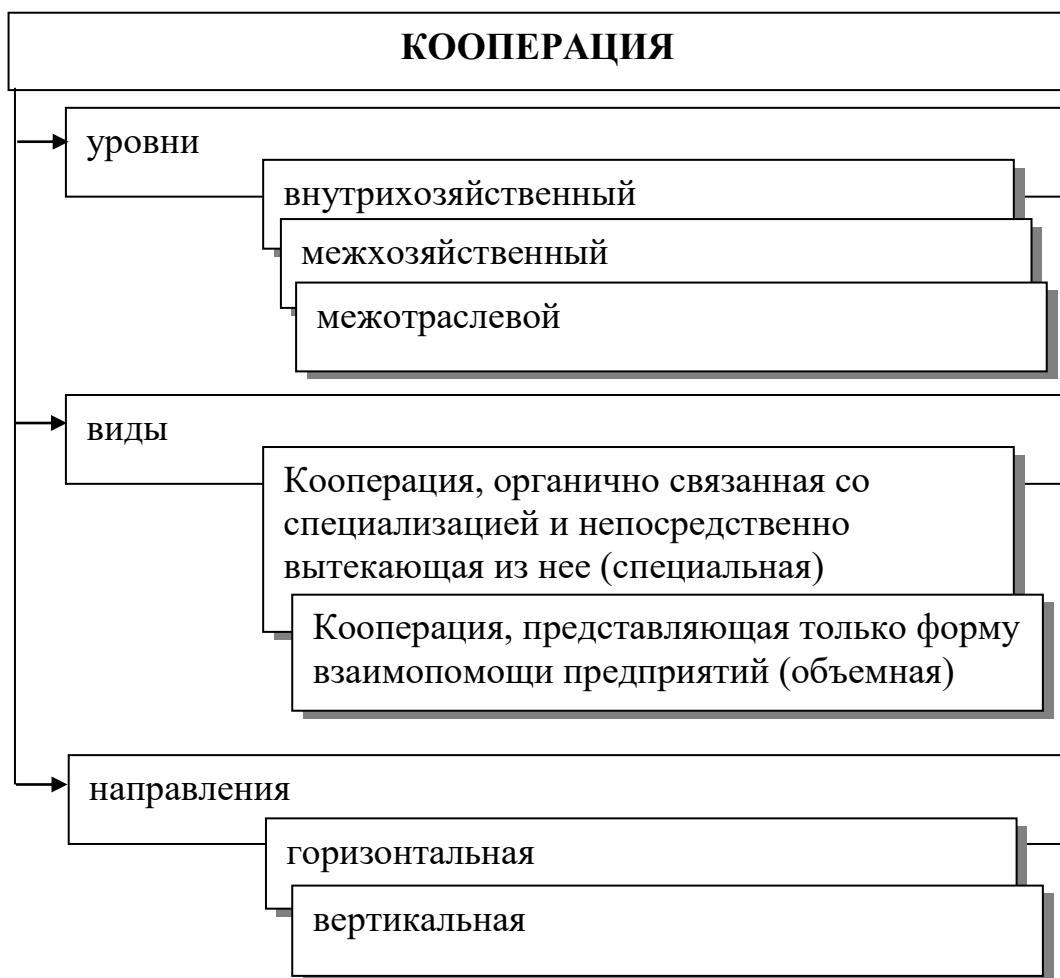 КООПЕРАЦИЯ
уровни
внутрихозяйственный
межхозяйственный
межотраслевой
виды
Кооперация, органично связанная со
специализацией и непосредственно
вытекающая из нее (специальная)
Кооперация, представляющая только форму
взаимопомощи предприятий (объемная)
направления
горизонтальная
вертикальная